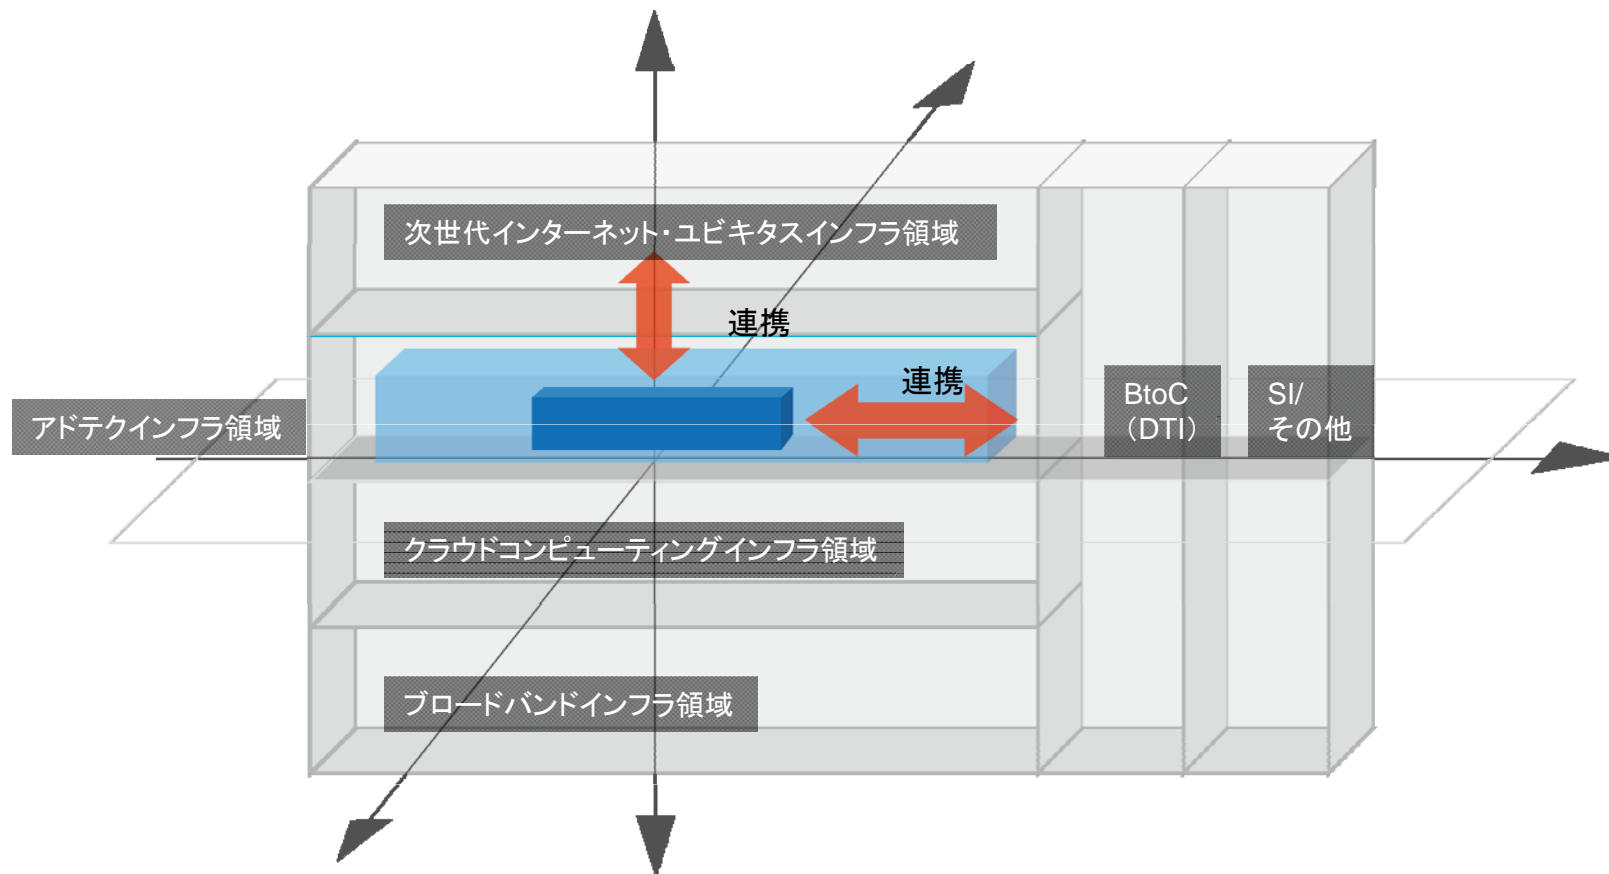 次世代インターネット・ユビキタスインフラ領域
連携
連携
アドテクインフラ領域
BtoC
（DTI）
SI/
その他
クラウドコンピューティングインフラ領域
ブロードバンドインフラ領域